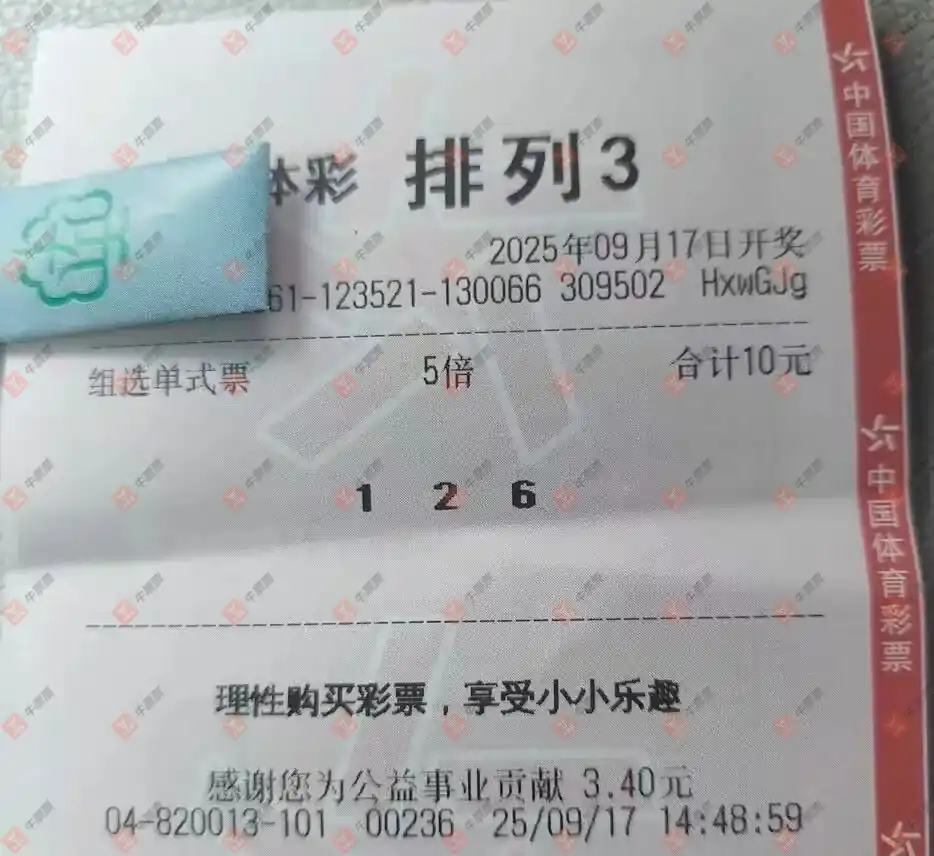 体彩 排列3
2025年09月17日开奖
61-123521-130066 309502 HxwGJg
组选单式票 5倍 合计10元
1 2 6
理性购买彩票，享受小小乐趣
感谢您为公益事业贡献 3.40元
04-820013-101 00236 25/09/17 14:48:59
中国体育彩票
中国体育彩票